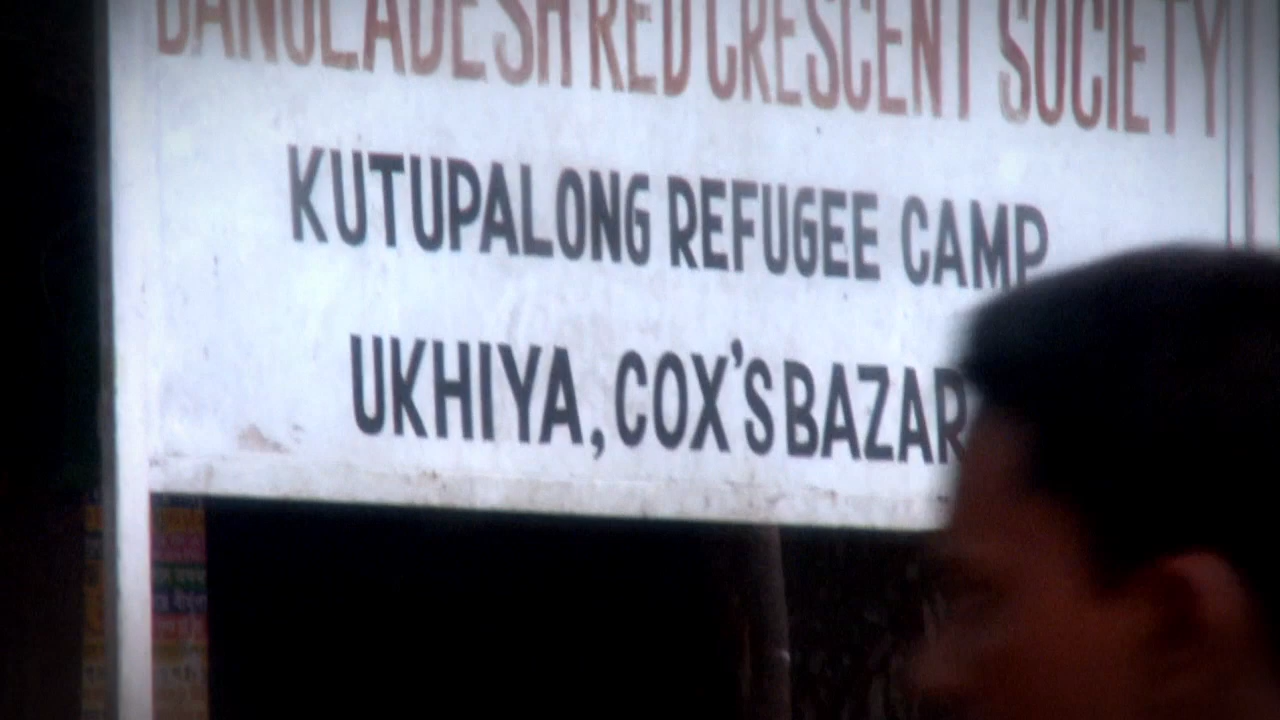 BANGLADESH RED CRESCENT SOCIETY
KUTUPALONG REFUGEE CAMP
UKHIYA, COX'S BAZAR